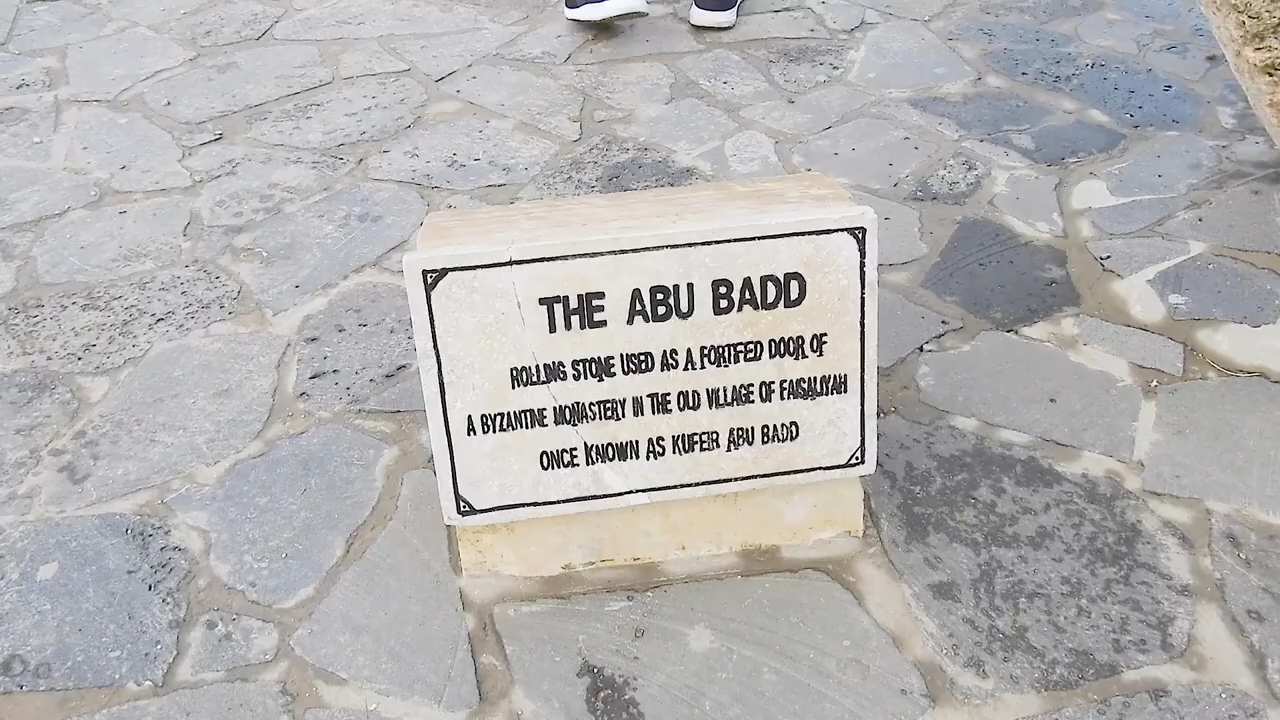 THE ABU BADD
ROLLING STONE USED AS A FORTIFED DOOR OF
A BYZANTINE MONASTERY IN THE OLD VILLAGE OF FAISALIYAH
ONCE KNOWN AS KUFEIR ABU BADD